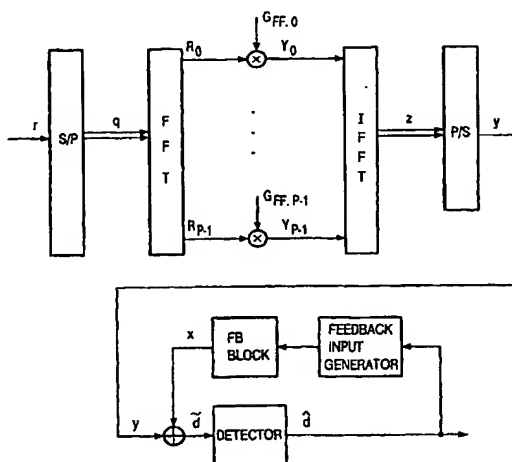 G_FF,0
R_0
Y_0
r
S/P
q
F
F
T
×
I
F
F
T
z
P/S
y
G_FF,P-1
R_P-1
Y_P-1
×
x
FB
BLOCK
FEEDBACK
INPUT
GENERATOR
y
d̃
DETECTOR
d̂